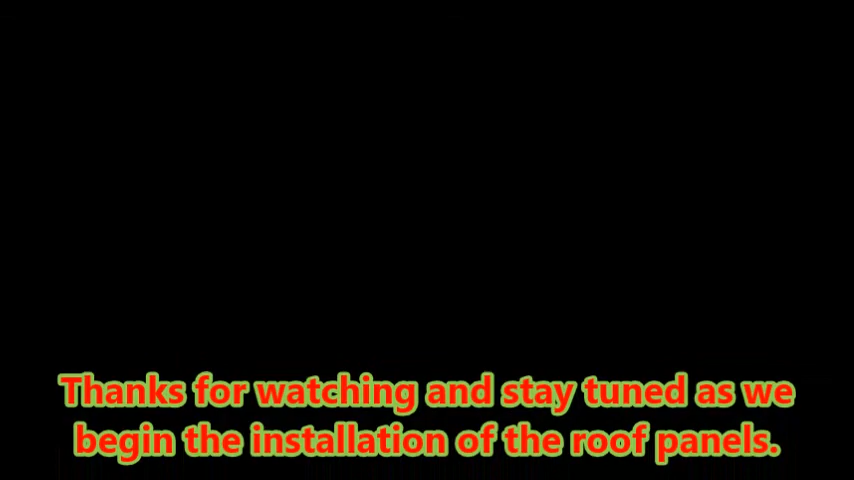 Thanks for watching and stay tuned as we
begin the installation of the roof panels.